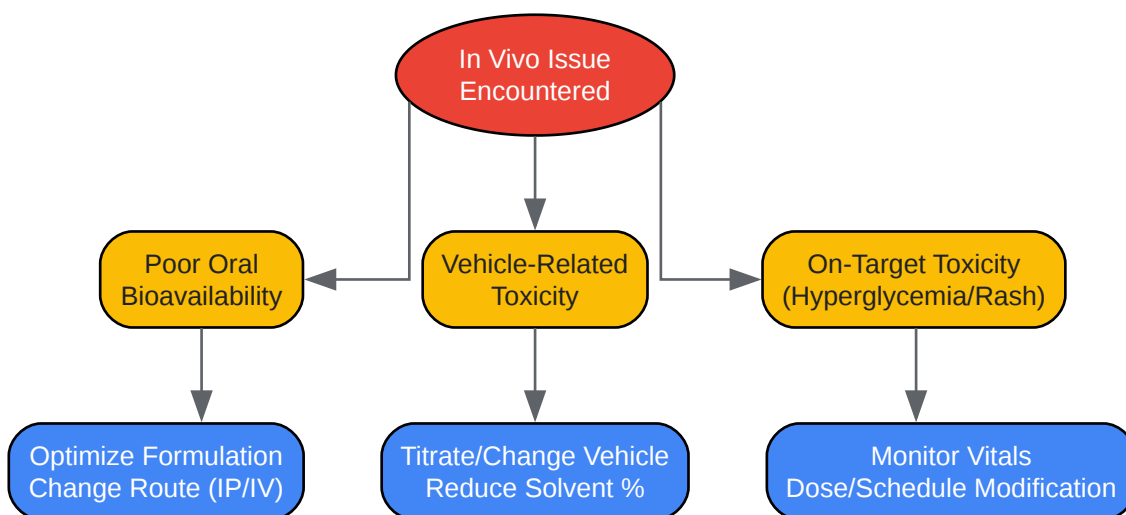 In Vivo Issue
Encountered
Poor Oral
Bioavailability
Vehicle-Related
Toxicity
On-Target Toxicity
(Hyperglycemia/Rash)
Optimize Formulation
Change Route (IP/IV)
Titrate/Change Vehicle
Reduce Solvent %
Monitor Vitals
Dose/Schedule Modification